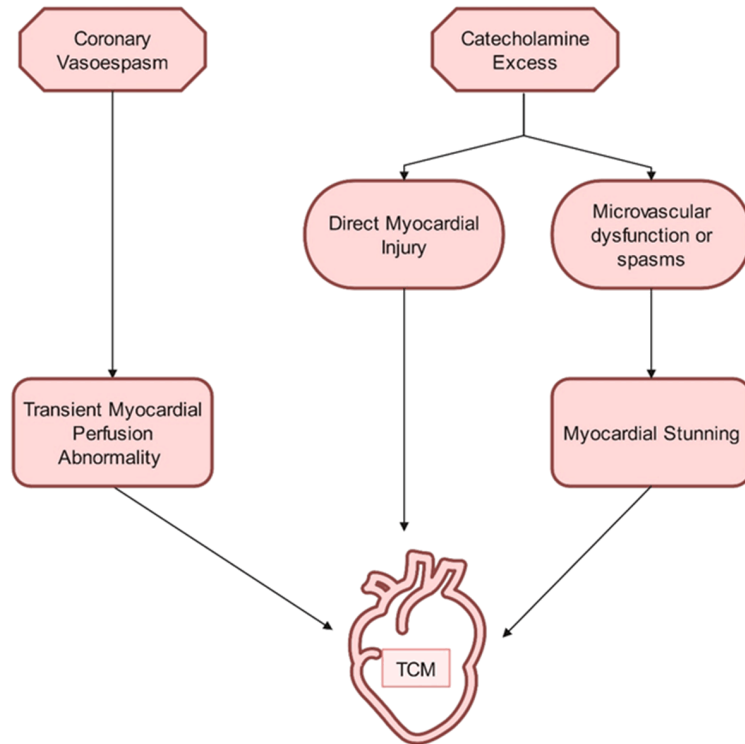 Coronary
Vasoespasm
Catecholamine
Excess
Direct Myocardial
Injury
Microvascular
dysfunction or
spasms
Transient Myocardial
Perfusion
Abnormality
Myocardial Stunning
TCM